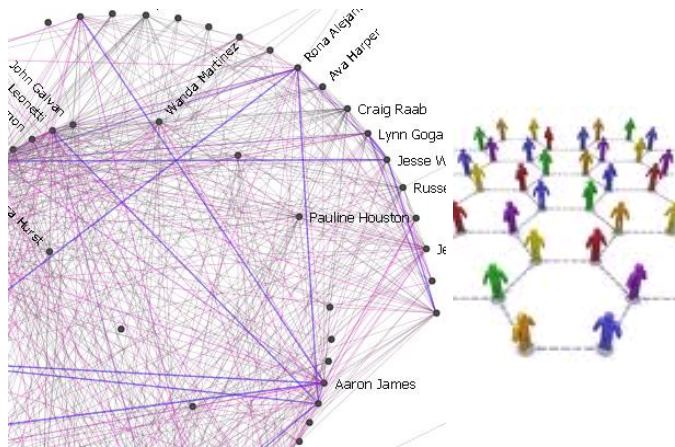 John Galvan
Leonetti
Wanda Martinez
Rona Alejan
Ava Harper
Craig Raab
Lynn Goga
Jesse W
Russe
Pauline Houston
Je
Hurst
Aaron James